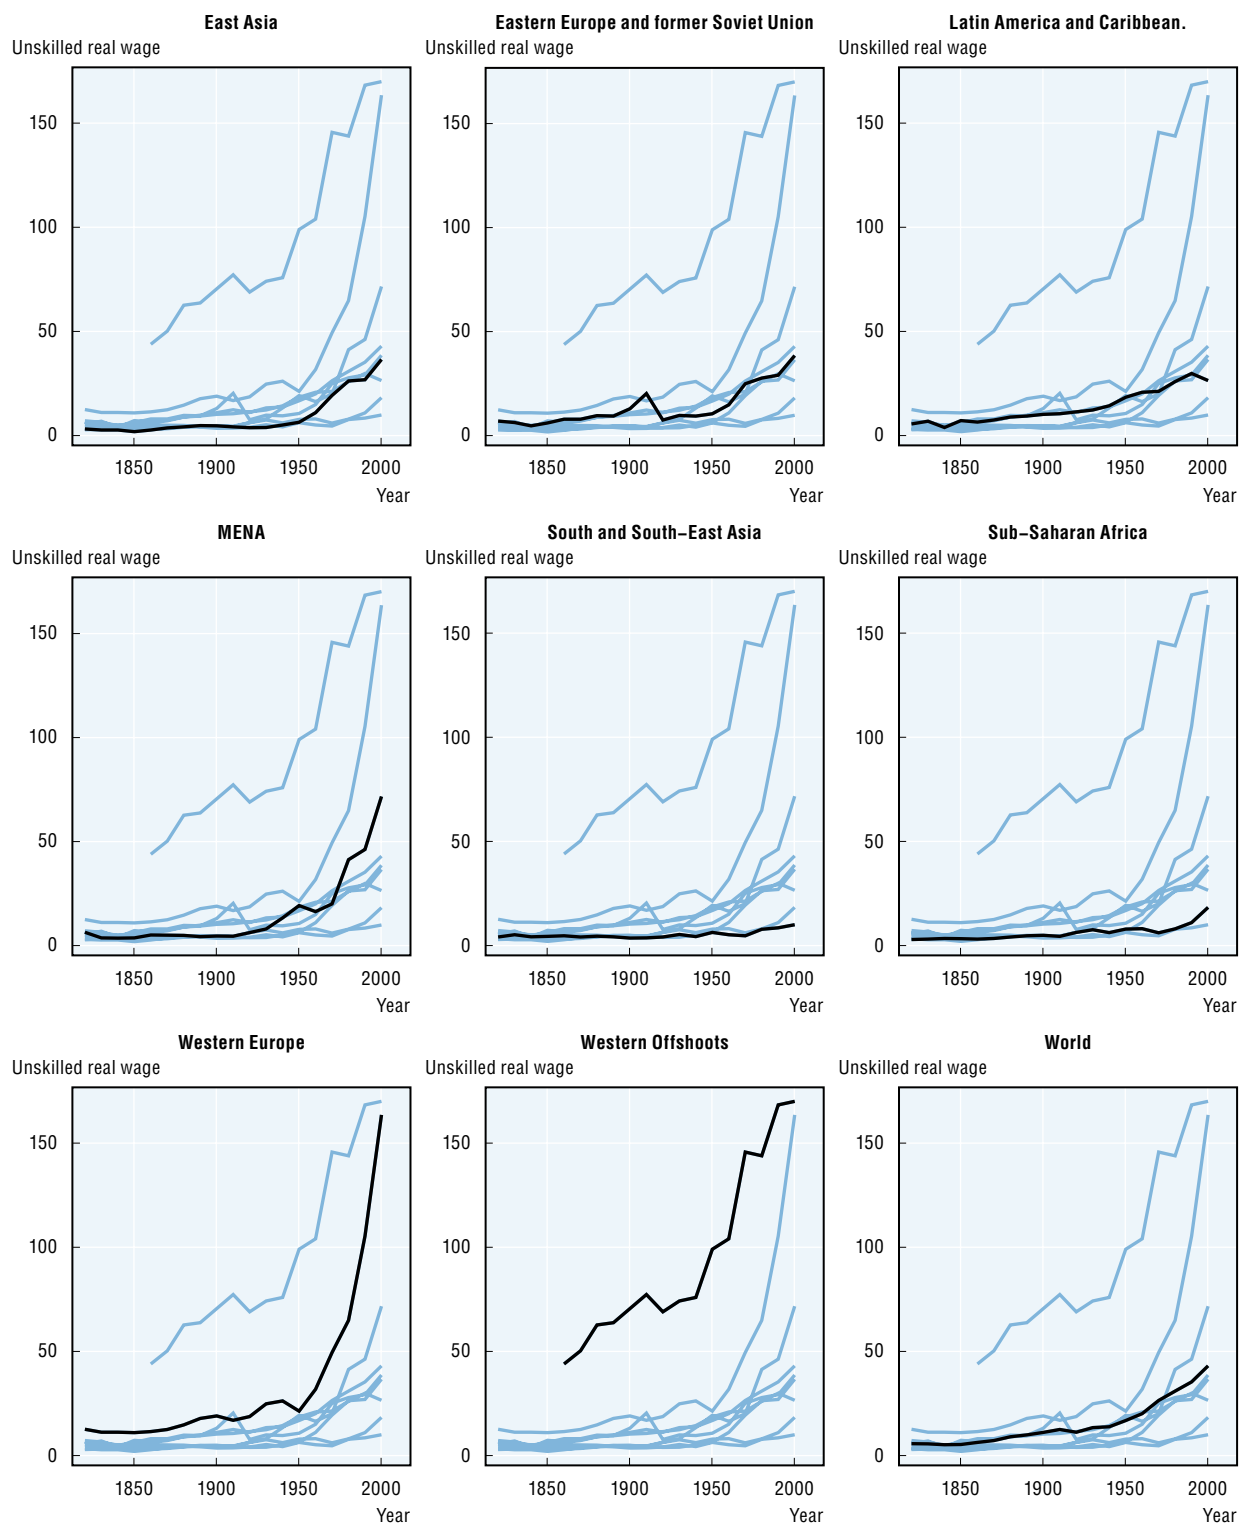 East Asia
Eastern Europe and former Soviet Union
Latin America and Caribbean.
Unskilled real wage
Unskilled real wage
Unskilled real wage
150
150
150
100
100
100
50
50
50
0
0
0
1850 1900 1950 2000
1850 1900 1950 2000
1850 1900 1950 2000
Year
Year
Year
MENA
South and South−East Asia
Sub−Saharan Africa
Unskilled real wage
Unskilled real wage
Unskilled real wage
150
150
150
100
100
100
50
50
50
0
0
0
1850 1900 1950 2000
1850 1900 1950 2000
1850 1900 1950 2000
Year
Year
Year
Western Europe
Western Offshoots
World
Unskilled real wage
Unskilled real wage
Unskilled real wage
150
150
150
100
100
100
50
50
50
0
0
0
1850 1900 1950 2000
1850 1900 1950 2000
1850 1900 1950 2000
Year
Year
Year